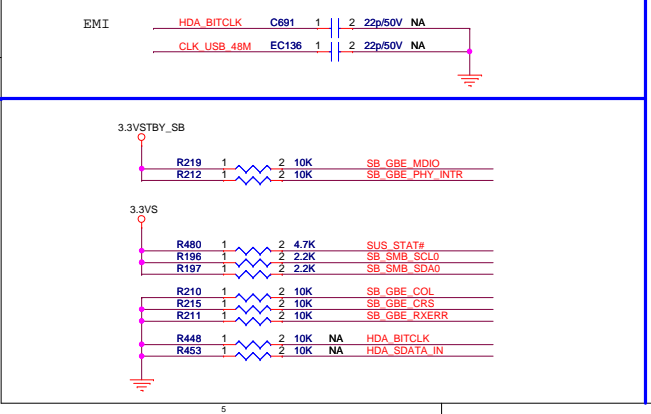 EMI HDA_BITCLK C691 1 2 22p/50V NA
CLK_USB_48M EC136 1 2 22p/50V NA
3.3VSTBY_SB
R219 1 2 10K SB_GBE_MDIO
R212 1 2 10K SB_GBE_PHY_INTR
3.3VS
R480 1 2 4.7K SUS_STAT#
R196 1 2 2.2K SB_SMB_SCL0
R197 1 2 2.2K SB_SMB_SDA0
R210 1 2 10K SB_GBE_COL
R215 1 2 10K SB_GBE_CRS
R211 1 2 10K SB_GBE_RXERR
R448 1 2 10K NA HDA_BITCLK
R453 1 2 10K NA HDA_SDATA_IN
5